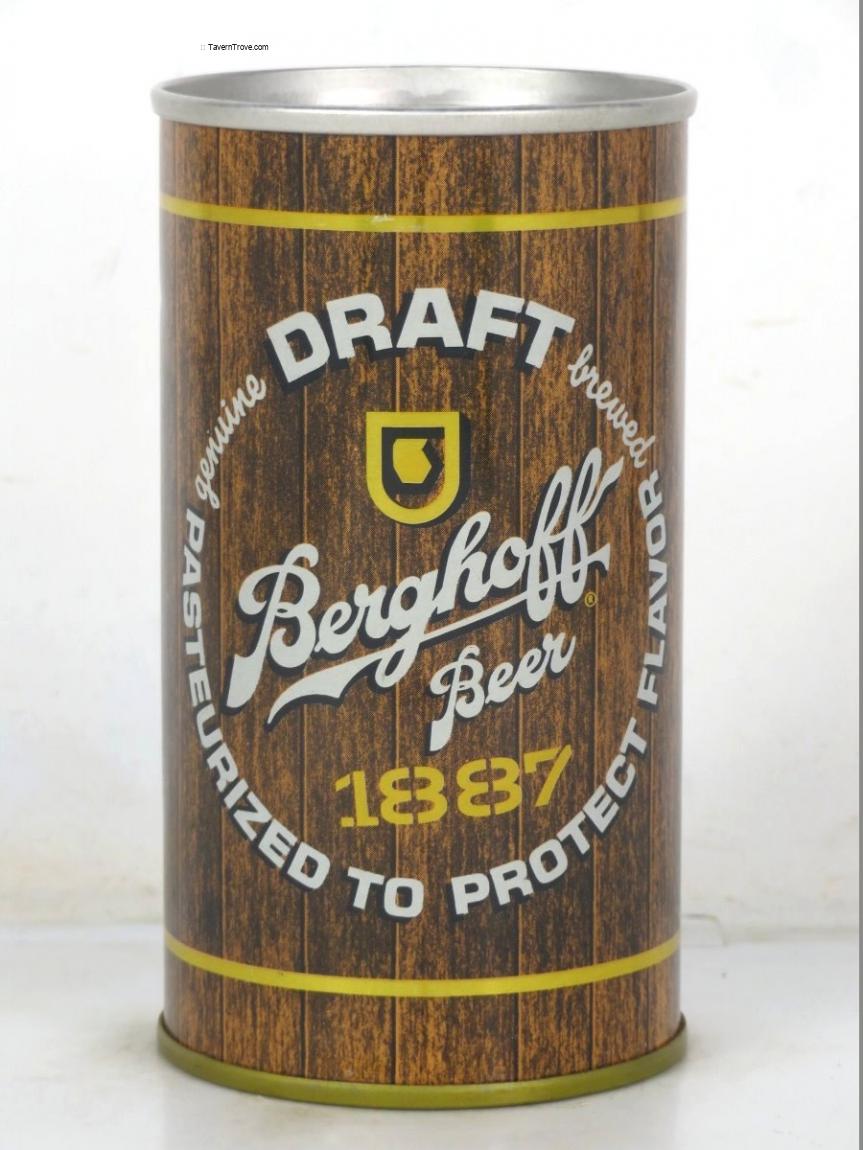 :: TavernTrove.com
genuine DRAFT brewed
Berghoff®
Beer
1887
PASTEURIZED TO PROTECT FLAVOR